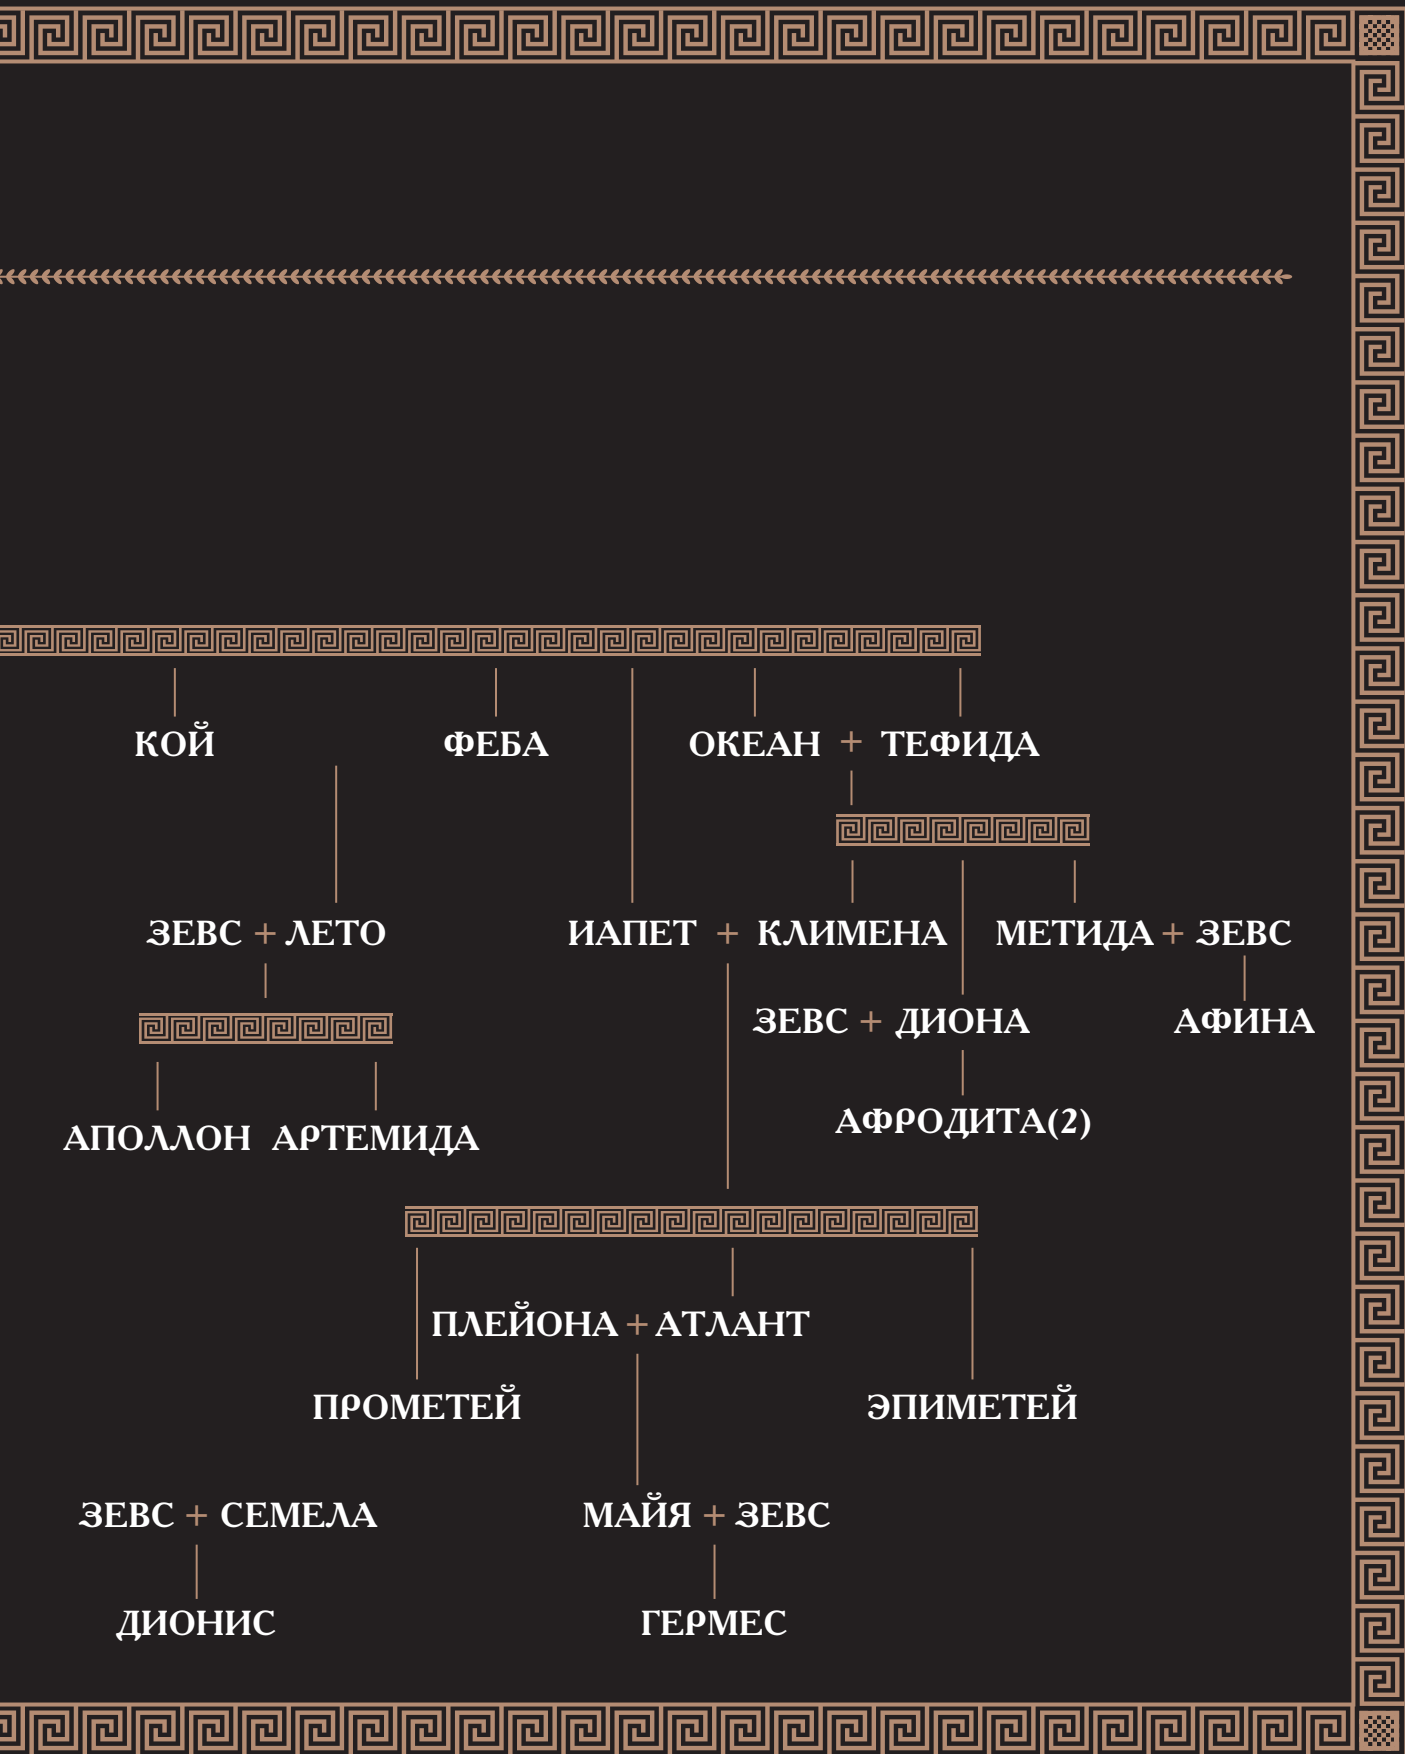 КОЙ ФЕБА ОКЕАН + ТЕФИДА
ЗЕВС + ЛЕТО ИАПЕТ + КЛИМЕНА МЕТИДА + ЗЕВС
ЗЕВС + ДИОНА АФИНА
АФРОДИТА(2)
АПОЛЛОН АРТЕМИДА
ПЛЕЙОНА + АТЛАНТ
ПРОМЕТЕЙ ЭПИМЕТЕЙ
ЗЕВС + СЕМЕЛА МАЙЯ + ЗЕВС
ДИОНИС ГЕРМЕС